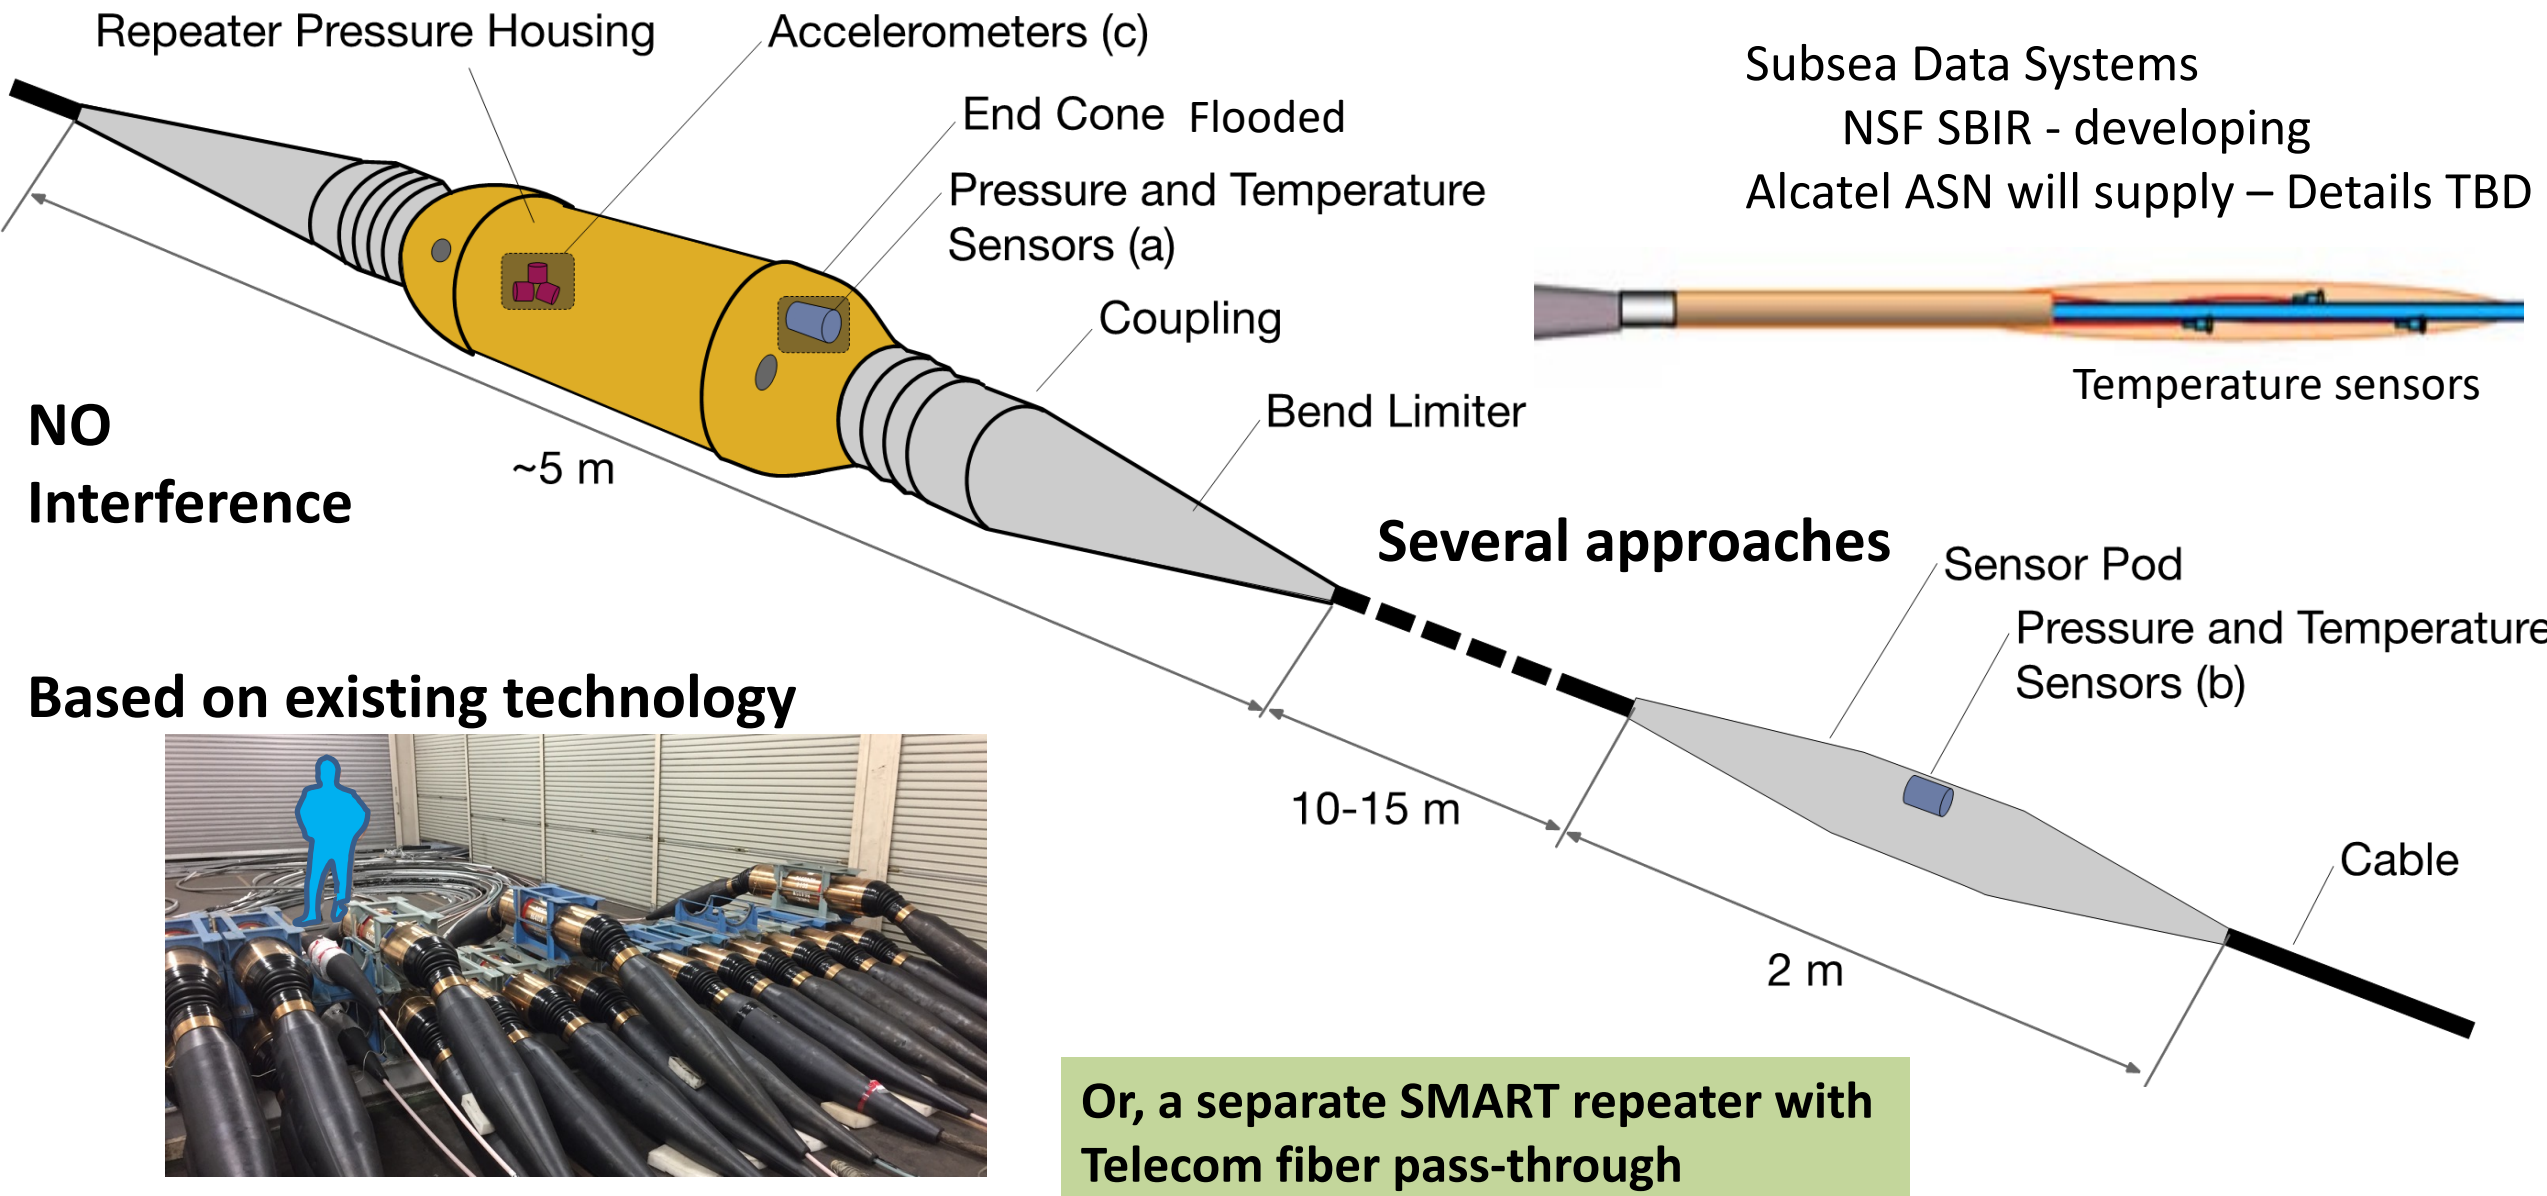 Repeater Pressure Housing
Accelerometers (c)
End Cone Flooded
Pressure and Temperature
Sensors (a)
Coupling
Bend Limiter
Subsea Data Systems
NSF SBIR - developing
Alcatel ASN will supply – Details TBD
Temperature sensors
NO
Interference
~5 m
Several approaches
Sensor Pod
Pressure and Temperature
Sensors (b)
Based on existing technology
10-15 m
2 m
Cable
Or, a separate SMART repeater with
Telecom fiber pass-through